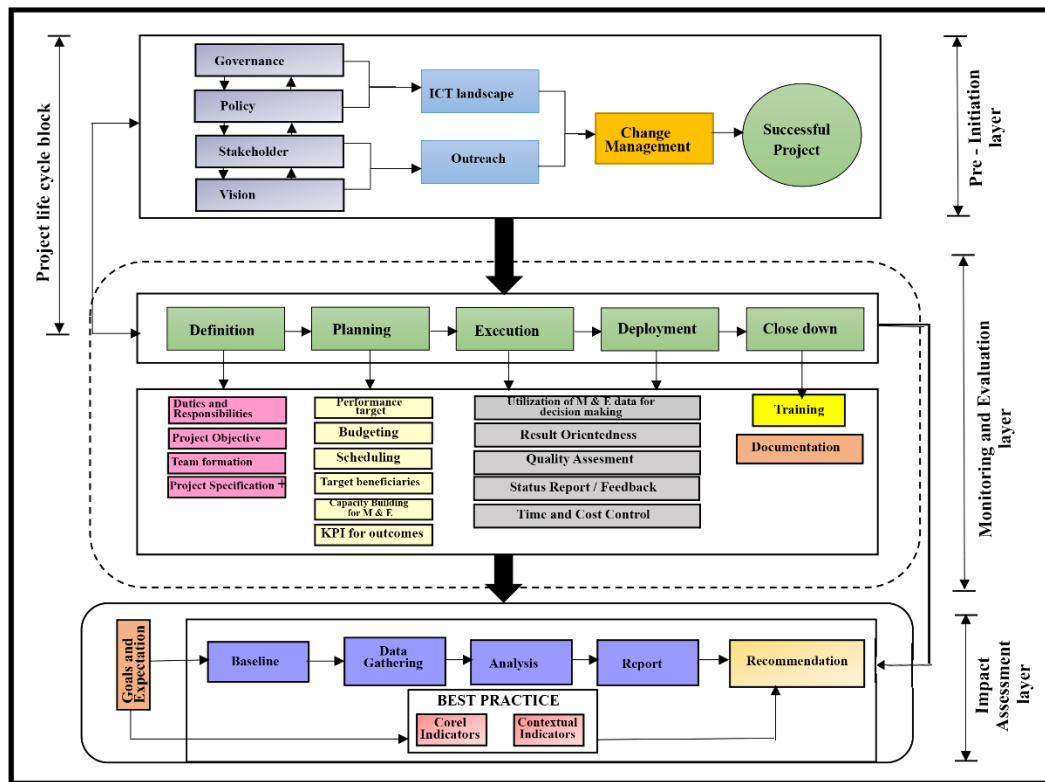 Project life cycle block
Governance
Policy
Stakeholder
Vision
ICT landscape
Outreach
Change
Management
Successful
Project
Pre - Initiation
layer
Definition
Planning
Execution
Deployment
Close down
Duties and
Responsibilities
Project Objective
Team formation
Project Specification +
Performance
target
Budgeting
Scheduling
Target beneficiaries
Capacity Building
for M & E
KPI for outcomes
Utilization of M & E data for
decision making
Result Orientedness
Quality Assesment
Status Report / Feedback
Time and Cost Control
Training
Documentation
Monitoring and Evaluation
layer
Goals and
Expectation
Baseline
Data
Gathering
Analysis
Report
Recommendation
BEST PRACTICE
Corel
Indicators
Contextual
Indicators
Impact
Assessment
layer